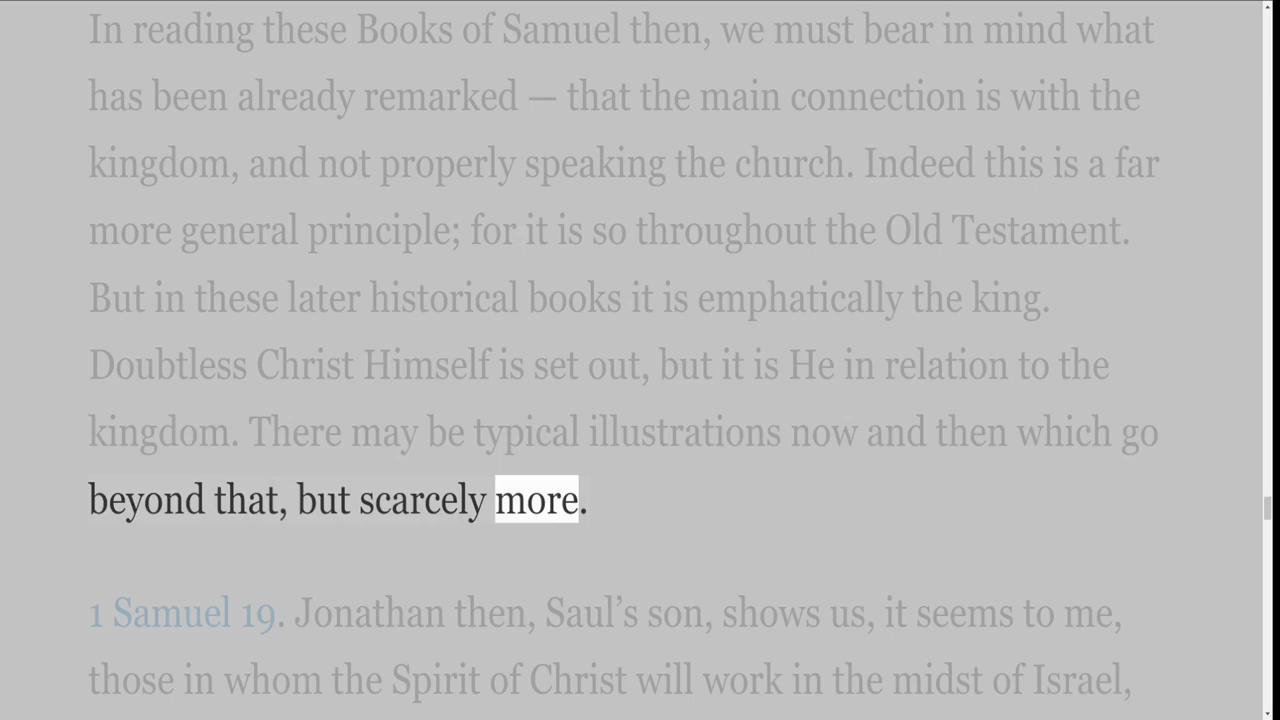 In reading these Books of Samuel then, we must bear in mind what
has been already remarked — that the main connection is with the
kingdom, and not properly speaking the church. Indeed this is a far
more general principle; for it is so throughout the Old Testament.
But in these later historical books it is emphatically the king.
Doubtless Christ Himself is set out, but it is He in relation to the
kingdom. There may be typical illustrations now and then which go
beyond that, but scarcely more.
1 Samuel 19. Jonathan then, Saul’s son, shows us, it seems to me,
those in whom the Spirit of Christ will work in the midst of Israel,